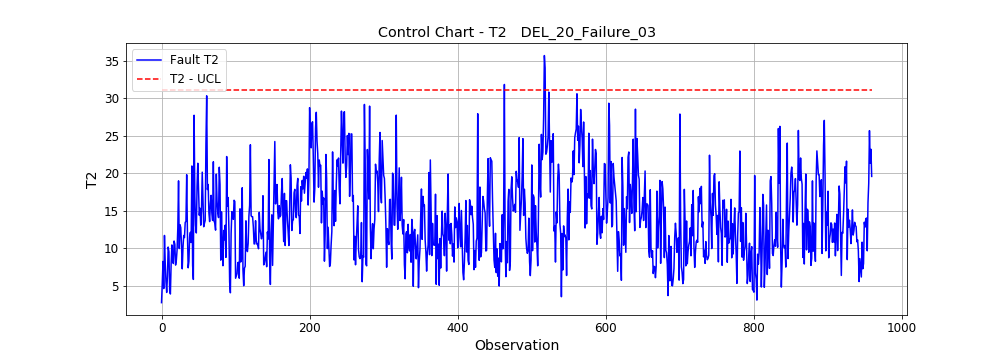 Control Chart - T2   DEL_20_Failure_03
Fault T2
T2 - UCL
35
30
25
20
15
10
5
T2
0 200 400 600 800 1000
Observation